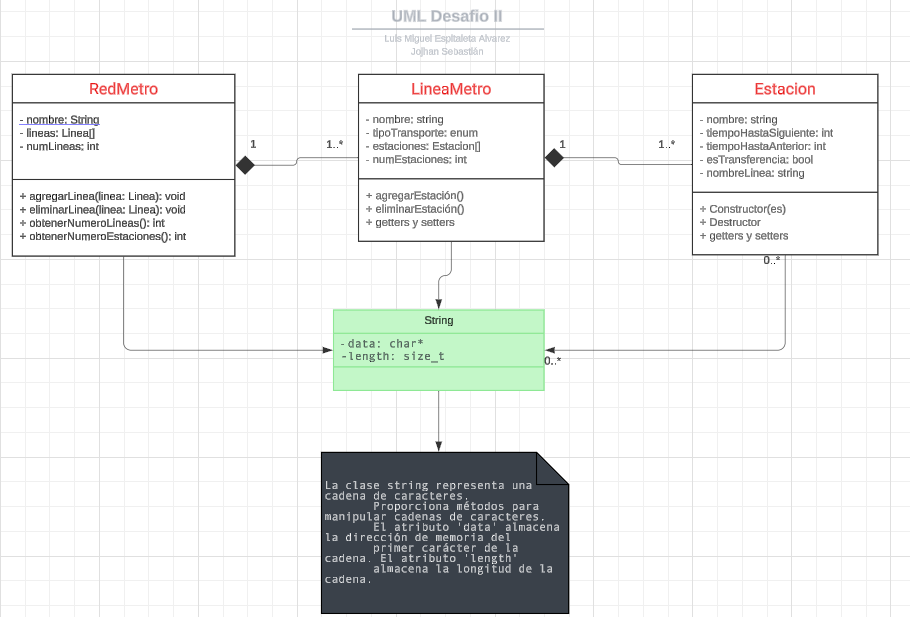 UML Desafio II
Luis Miguel Espitaleta Alvarez
Jojhan Sebastián
RedMetro
- nombre: String
- lineas: Linea[]
- numLineas: int
+ agregarLinea(linea: Linea): void
+ eliminarLinea(linea: Linea): void
+ obtenerNumeroLineas(): int
+ obtenerNumeroEstaciones(); int
1
1..*
LineaMetro
- nombre; string
- tipoTransporte: enum
- estaciones: Estacion[]
- numEstaciones: int
+ agregarEstación()
+ eliminarEstación()
+ getters y setters
1
1..*
Estacion
- nombre: string
- tiempoHastaSiguiente: int
- tiempoHastaAnterior: int
- esTransferencia: bool
- nombreLinea: string
+ Constructor(es)
+ Destructor
+ getters y setters
0..*
String
- data: char*
-length: size_t
0..*
La clase string representa una
cadena de caracteres.
Proporciona métodos para
manipular cadenas de caracteres.
El atributo 'data' almacena
la dirección de memoria del
primer carácter de la
cadena. El atributo 'length'
almacena la longitud de la
cadena.